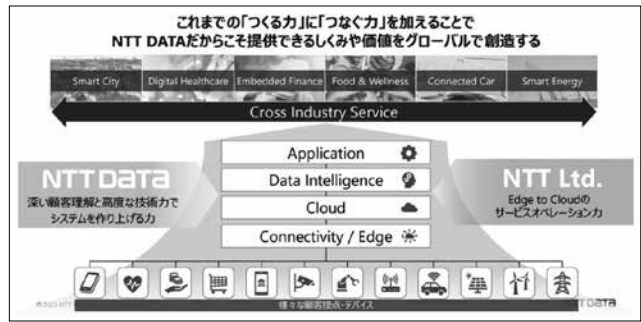 これまでの「つくる力」に「つなぐ力」を加えることで
NTT DATAだからこそ提供できるしくみや価値をグローバルで創造する
Smart City
Digital Healthcare
Embedded Finance
Food & Wellness
Connected Car
Smart Energy
Cross Industry Service
Application
Data Intelligence
Cloud
Connectivity / Edge
NTT DATA
深い顧客理解と高度な技術力で
システムを作り上げる力
NTT Ltd.
Edge to Cloudの
サービスオペレーション力
様々な顧客接点・デバイス
NTT DATA